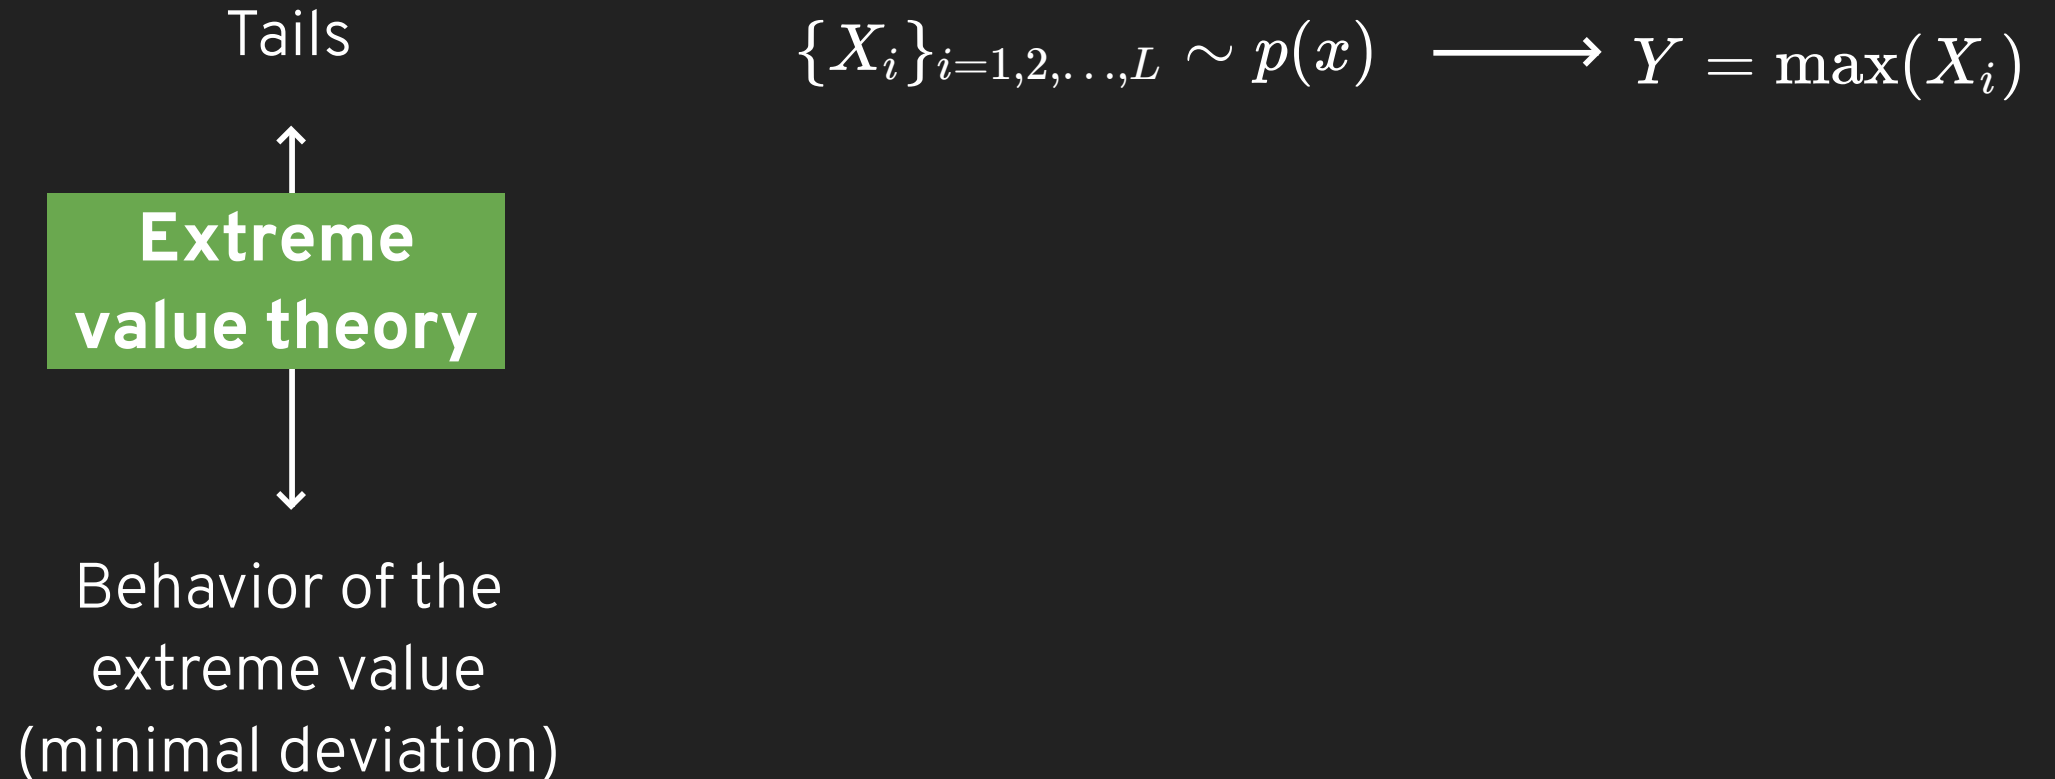 Tails
{X_i}_{i=1,2,...,L} ∼ p(x) ⟶ Y = max(X_i)
Extreme
value theory
Behavior of the
extreme value
(minimal deviation)